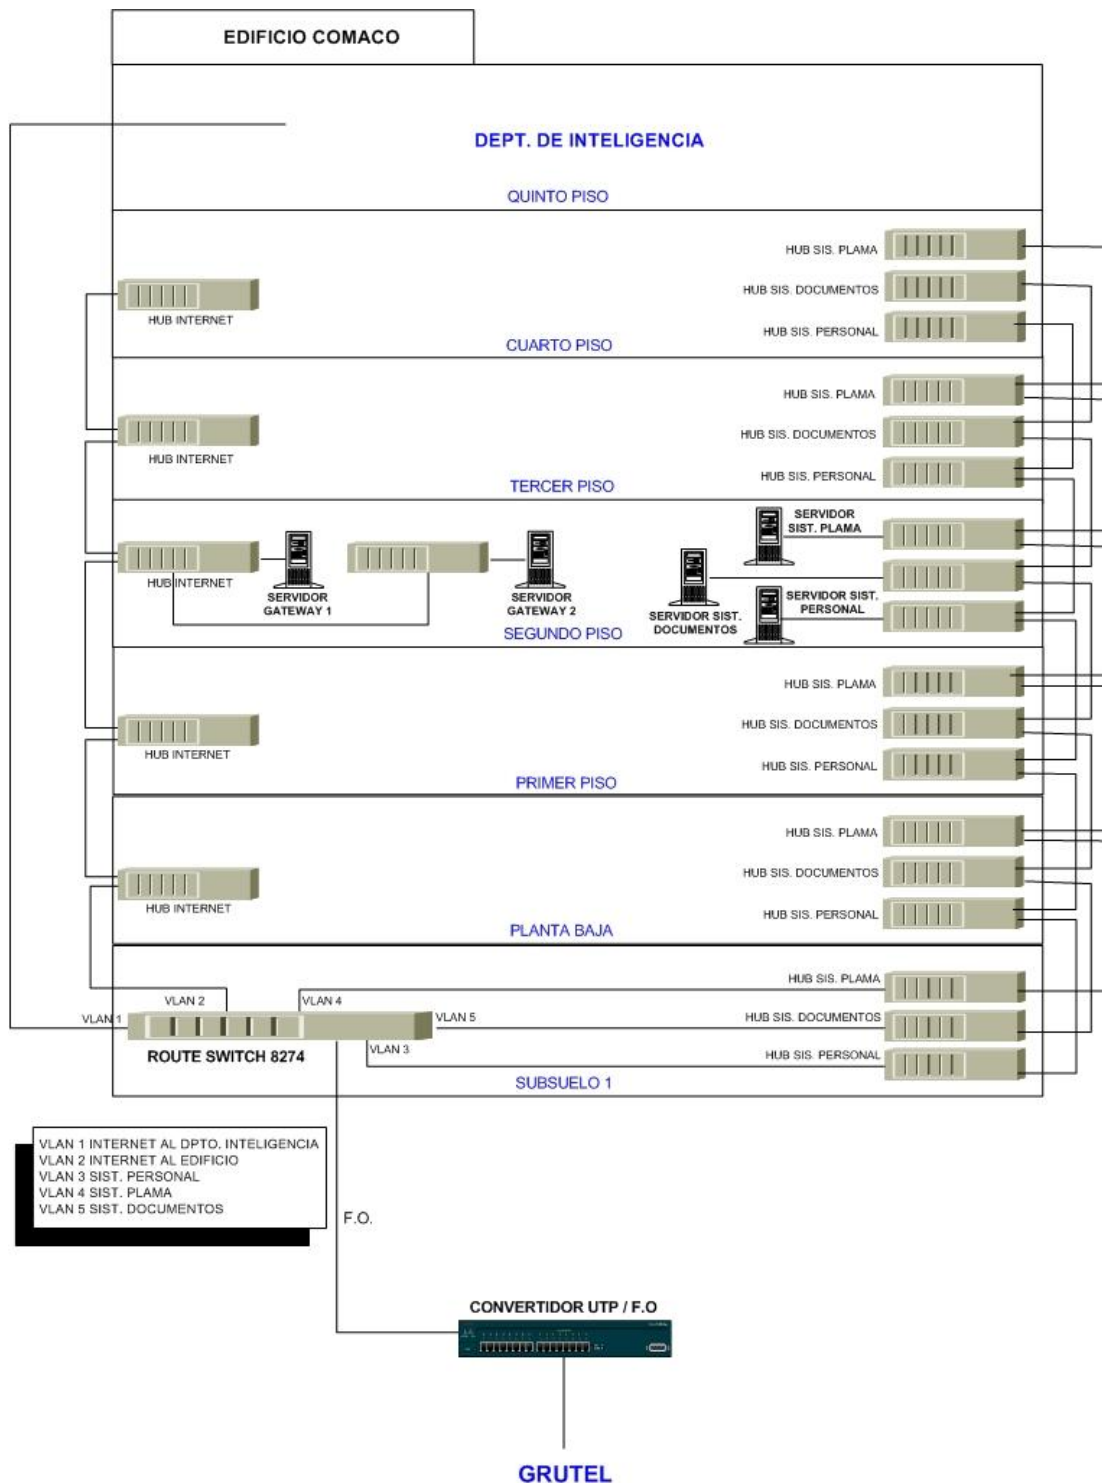 EDIFICIO COMACO
DEPT. DE INTELIGENCIA
QUINTO PISO
HUB SIS. PLAMA
HUB SIS. DOCUMENTOS
HUB INTERNET
HUB SIS. PERSONAL
CUARTO PISO
HUB SIS. PLAMA
HUB SIS. DOCUMENTOS
HUB INTERNET
HUB SIS. PERSONAL
TERCER PISO
SERVIDOR
SIST. PLAMA
HUB INTERNET
SERVIDOR
GATEWAY 1
SERVIDOR
GATEWAY 2
SERVIDOR SIST.
DOCUMENTOS
SERVIDOR SIST.
PERSONAL
SEGUNDO PISO
HUB SIS. PLAMA
HUB SIS. DOCUMENTOS
HUB INTERNET
HUB SIS. PERSONAL
PRIMER PISO
HUB SIS. PLAMA
HUB SIS. DOCUMENTOS
HUB INTERNET
HUB SIS. PERSONAL
PLANTA BAJA
HUB SIS. PLAMA
VLAN 2
VLAN 4
VLAN 1
VLAN 5
HUB SIS. DOCUMENTOS
VLAN 3
ROUTE SWITCH 8274
HUB SIS. PERSONAL
SUBSUELO 1
VLAN 1 INTERNET AL DPTO. INTELIGENCIA
VLAN 2 INTERNET AL EDIFICIO
VLAN 3 SIST. PERSONAL
VLAN 4 SIST. PLAMA
VLAN 5 SIST. DOCUMENTOS
F.O.
CONVERTIDOR UTP / F.O
GRUTEL